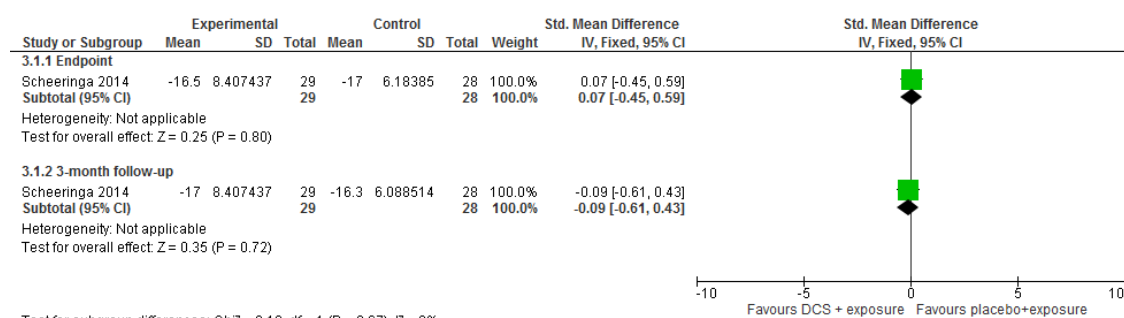 Experimental Control Std. Mean Difference Std. Mean Difference
Study or Subgroup Mean SD Total Mean SD Total Weight IV, Fixed, 95% CI IV, Fixed, 95% CI
3.1.1 Endpoint
Scheeringa 2014 -16.5 8.407437 29 -17 6.18385 28 100.0% 0.07 [-0.45, 0.59]
Subtotal (95% CI) 29 28 100.0% 0.07 [-0.45, 0.59]
Heterogeneity: Not applicable
Test for overall effect: Z = 0.25 (P = 0.80)
3.1.2 3-month follow-up
Scheeringa 2014 -17 8.407437 29 -16.3 6.088514 28 100.0% -0.09 [-0.61, 0.43]
Subtotal (95% CI) 29 28 100.0% -0.09 [-0.61, 0.43]
Heterogeneity: Not applicable
Test for overall effect: Z = 0.35 (P = 0.72)
-10 -5 0 5 10
Favours DCS + exposure Favours placebo+exposure
Test for subgroup differences: